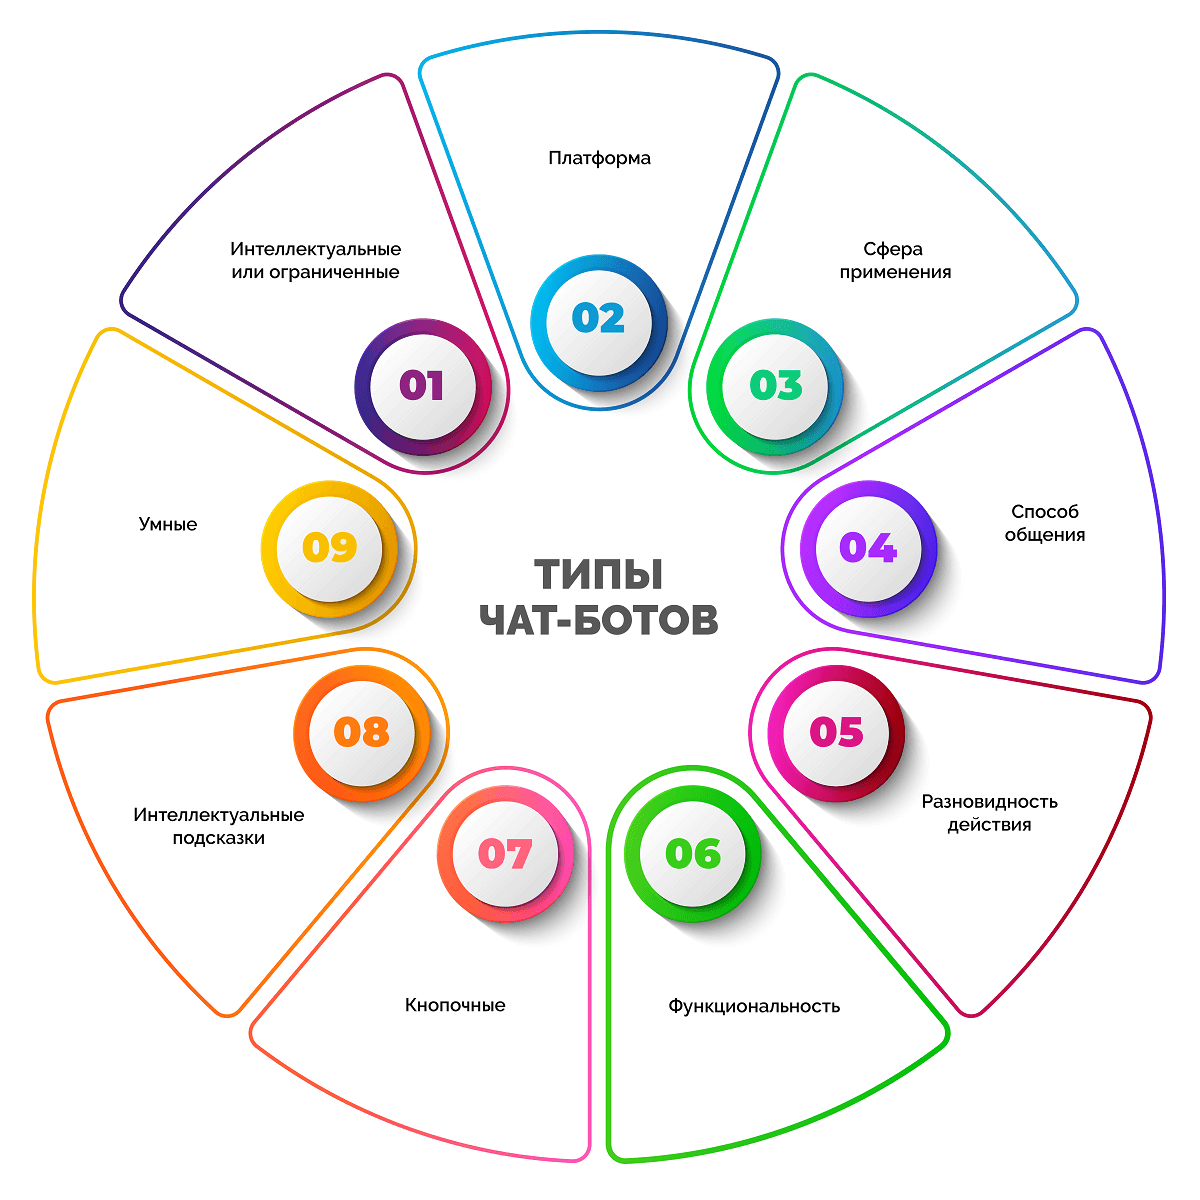 ТИПЫ
ЧАТ-БОТОВ
01
Интеллектуальные
или ограниченные
02
Платформа
03
Сфера
применения
04
Способ
общения
05
Разновидность
действия
06
Функциональность
07
Кнопочные
08
Интеллектуальные
подсказки
09
Умные